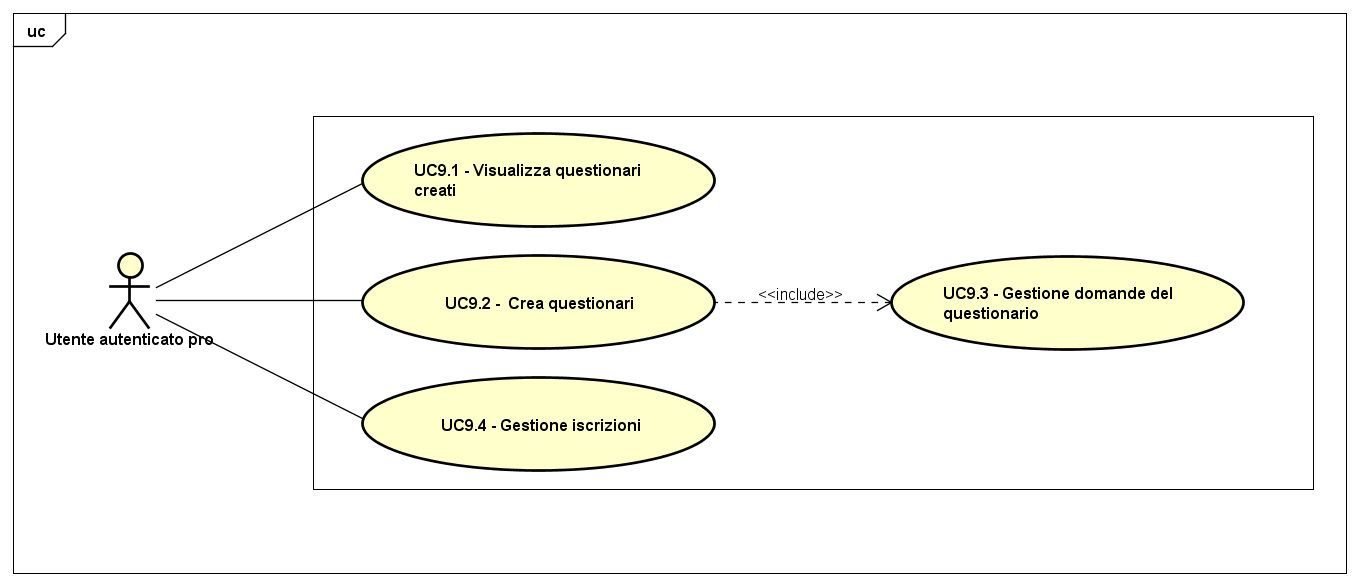 uc
UC9.1 - Visualizza questionari
creati
UC9.2 -  Crea questionari
<<include>>
UC9.3 - Gestione domande del
questionario
Utente autenticato pro
UC9.4 - Gestione iscrizioni